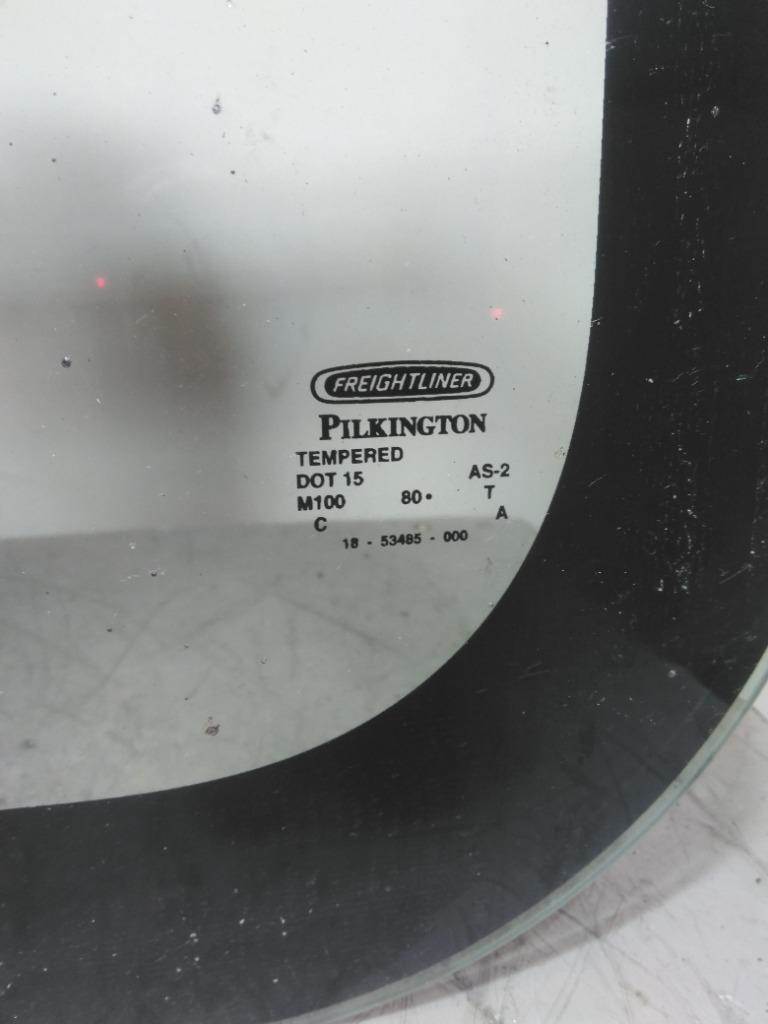 FREIGHTLINER
PILKINGTON
TEMPERED
DOT 15 AS-2
M100 80• T
C A
18 - 53485 - 000